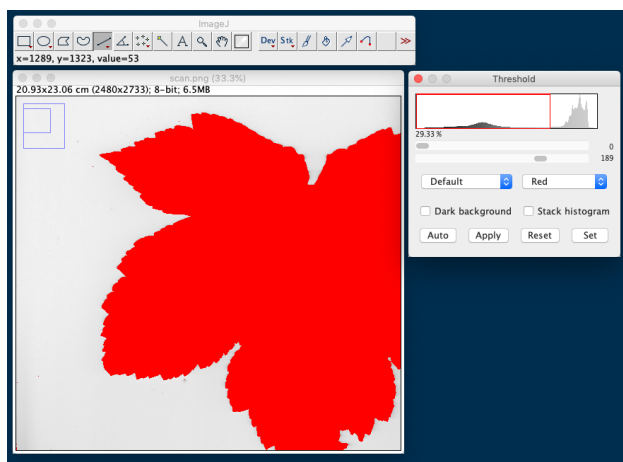 ImageJ
A
Dev Stk
>>
x=1289, y=1323, value=53
scan.png (33.3%)
20.93x23.06 cm (2480x2733); 8-bit; 6.5MB
Threshold
29.33 %
0
189
Default Red
Dark background Stack histogram
Auto Apply Reset Set